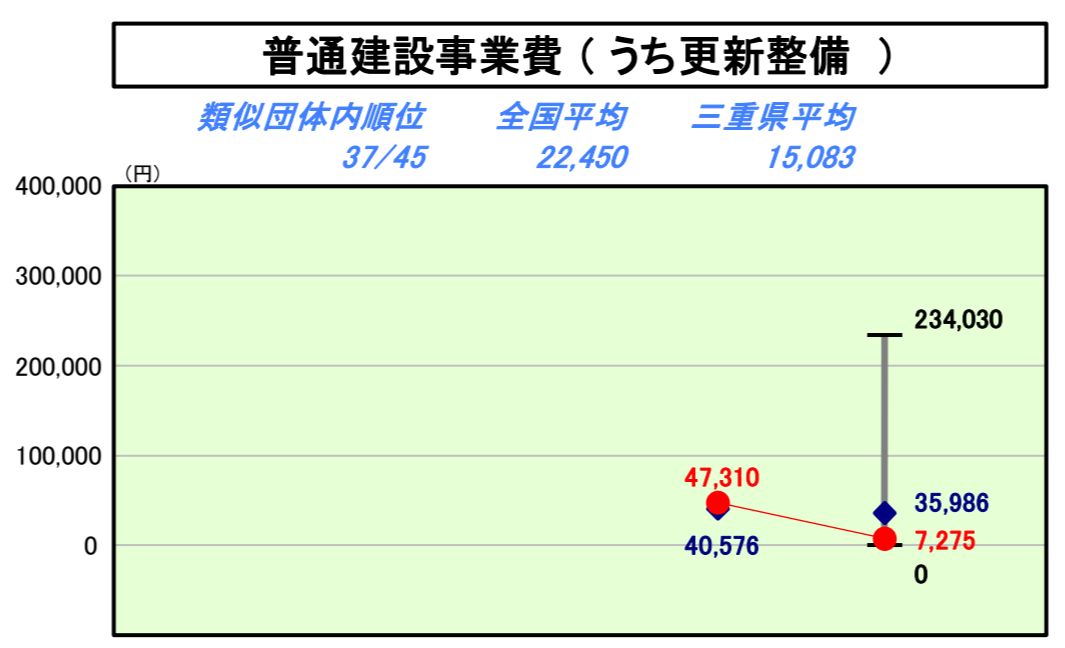 普通建設事業費 ( うち更新整備 )
類似団体内順位 全国平均 三重県平均
37/45 22,450 15,083
(円)
400,000
300,000
200,000
100,000
0
234,030
47,310
40,576
35,986
7,275
0